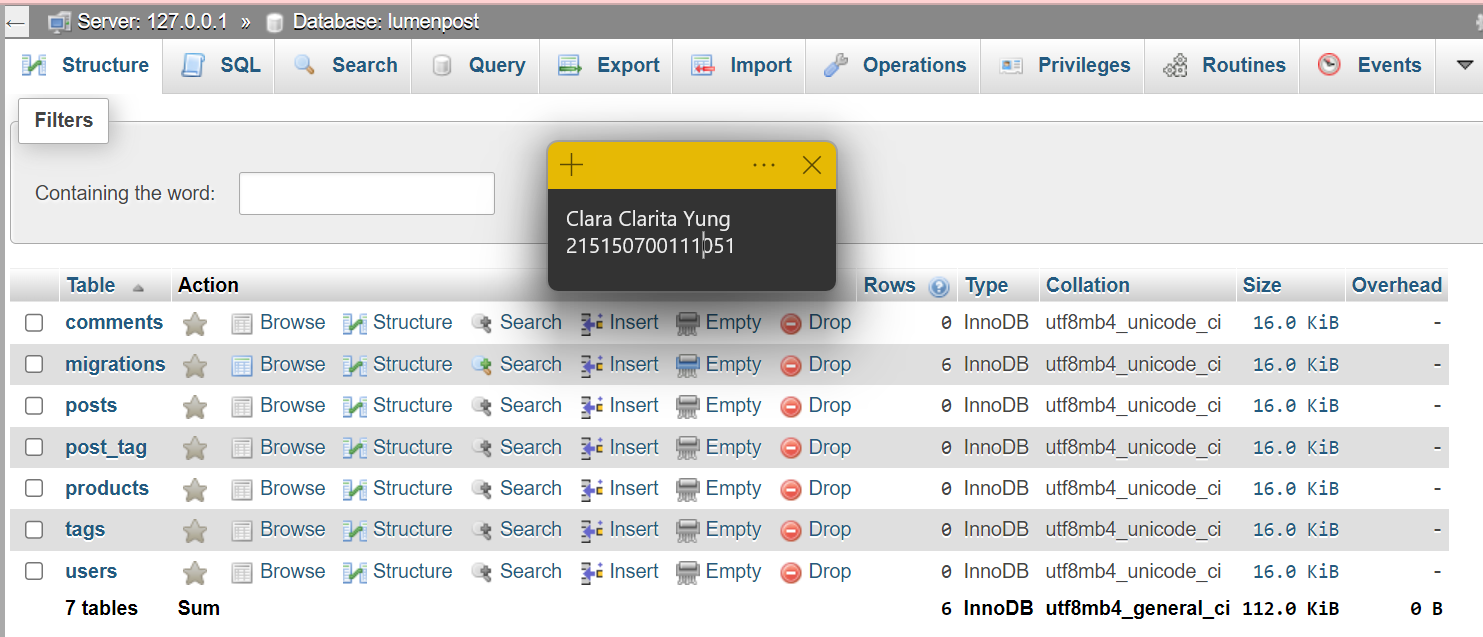 Server: 127.0.0.1 » Database: lumenpost
Structure SQL Search Query Export Import Operations Privileges Routines Events
Filters
Containing the word:
Clara Clarita Yung
215150700111051
Table Action Rows Type Collation Size Overhead
comments Browse Structure Search Insert Empty Drop 0 InnoDB utf8mb4_unicode_ci 16.0 KiB -
migrations Browse Structure Search Insert Empty Drop 6 InnoDB utf8mb4_unicode_ci 16.0 KiB -
posts Browse Structure Search Insert Empty Drop 0 InnoDB utf8mb4_unicode_ci 16.0 KiB -
post_tag Browse Structure Search Insert Empty Drop 0 InnoDB utf8mb4_unicode_ci 16.0 KiB -
products Browse Structure Search Insert Empty Drop 0 InnoDB utf8mb4_unicode_ci 16.0 KiB -
tags Browse Structure Search Insert Empty Drop 0 InnoDB utf8mb4_unicode_ci 16.0 KiB -
users Browse Structure Search Insert Empty Drop 0 InnoDB utf8mb4_unicode_ci 16.0 KiB -
7 tables Sum 6 InnoDB utf8mb4_general_ci 112.0 KiB 0 B